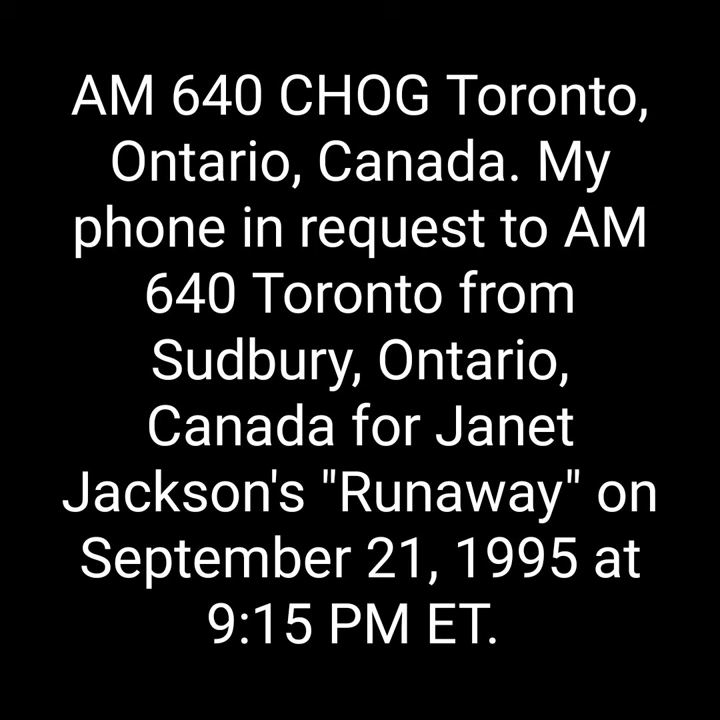 AM 640 CHOG Toronto,
Ontario, Canada. My
phone in request to AM
640 Toronto from
Sudbury, Ontario,
Canada for Janet
Jackson's "Runaway" on
September 21, 1995 at
9:15 PM ET.